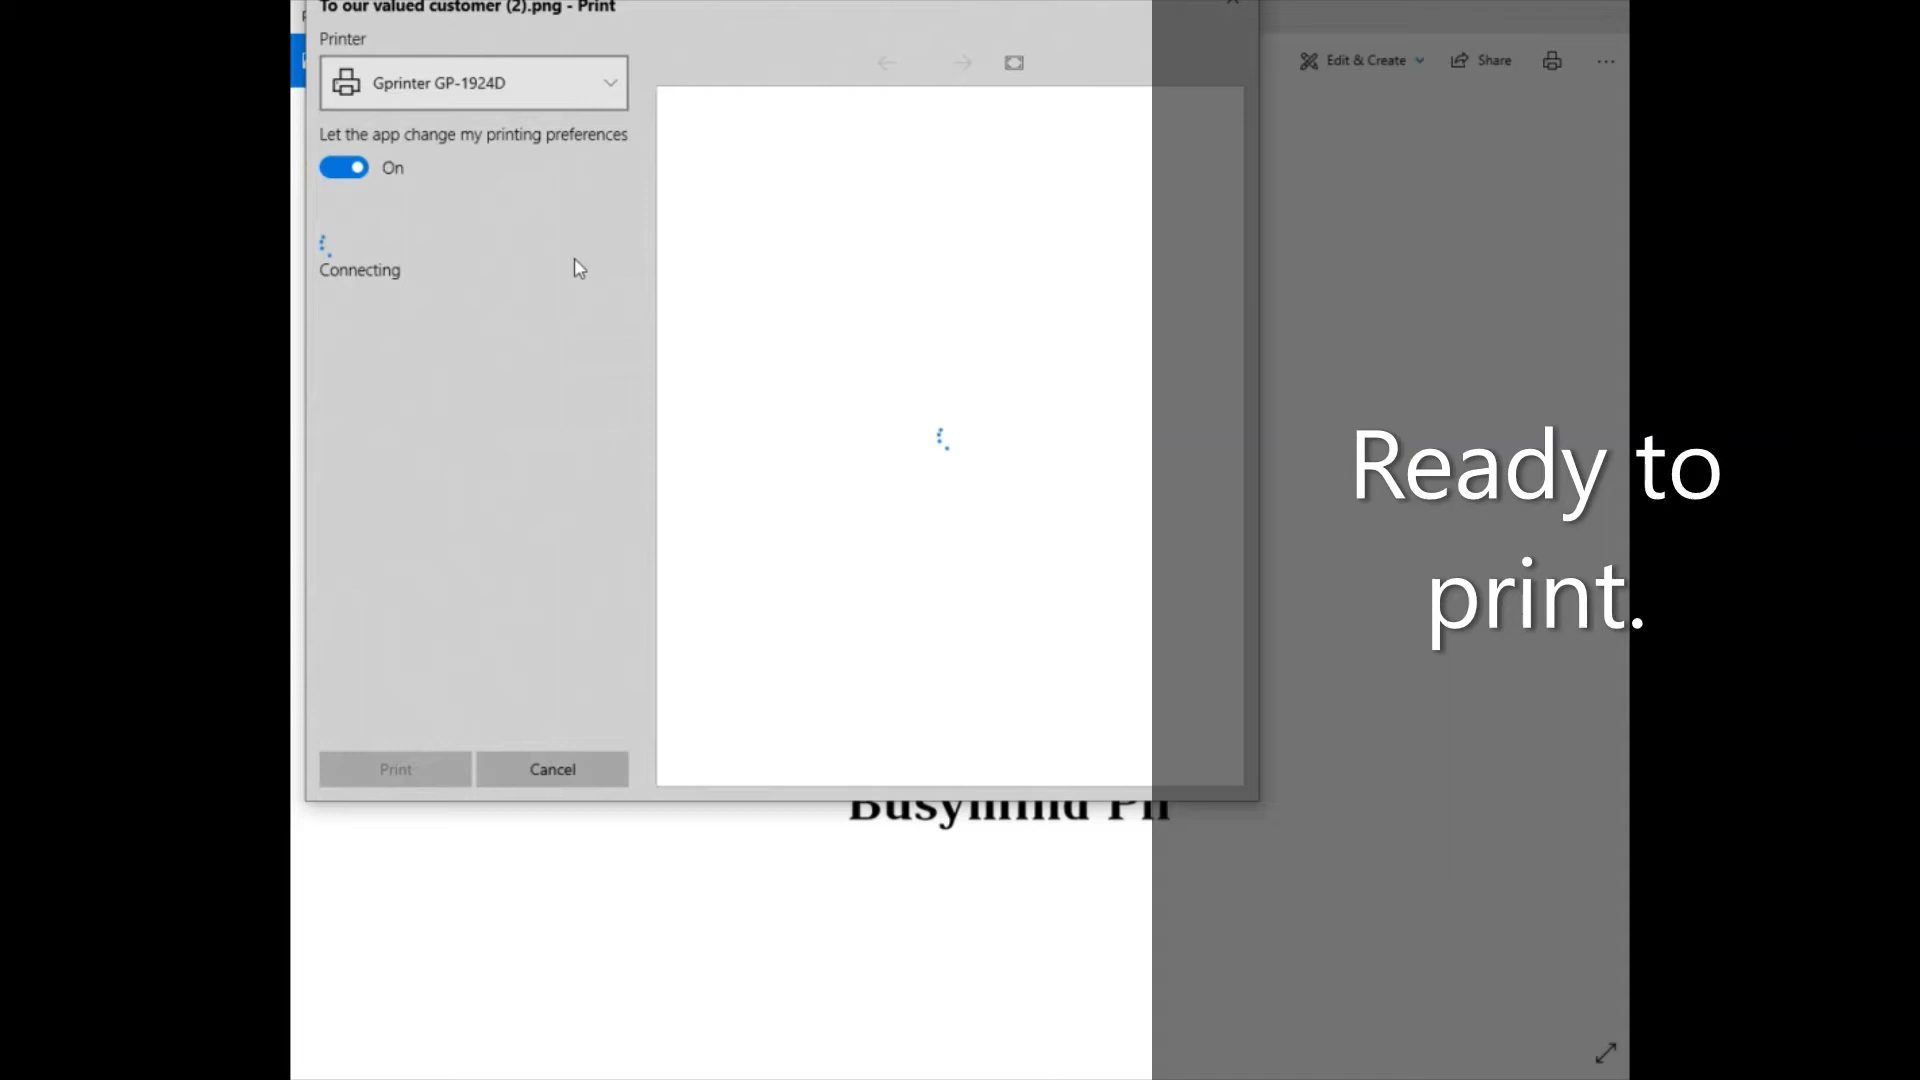 To our valued customer (2).png - Print
Printer
Gprinter GP-1924D
Let the app change my printing preferences
On
Connecting
Print
Cancel
Edit & Create
Share
Ready to
print.